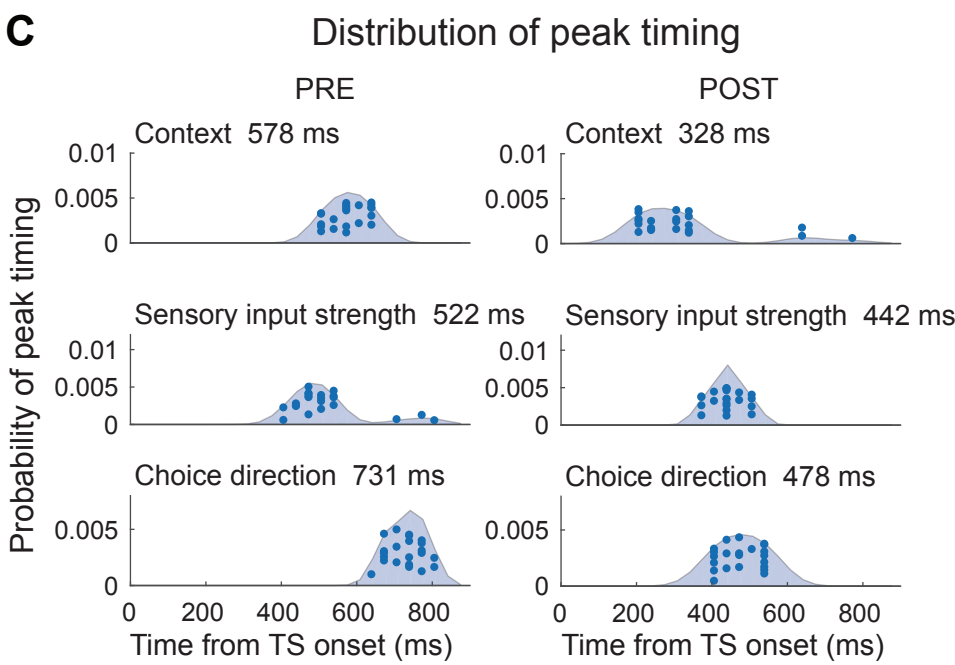 C
Distribution of peak timing
PRE
POST
Probability of peak timing
Context 578 ms
0.01
0.005
0
Context 328 ms
0.01
0.005
0
Sensory input strength 522 ms
0.01
0.005
0
Sensory input strength 442 ms
0.01
0.005
0
Choice direction 731 ms
0.005
0
0 200 400 600 800
Time from TS onset (ms)
Choice direction 478 ms
0.005
0
0 200 400 600 800
Time from TS onset (ms)